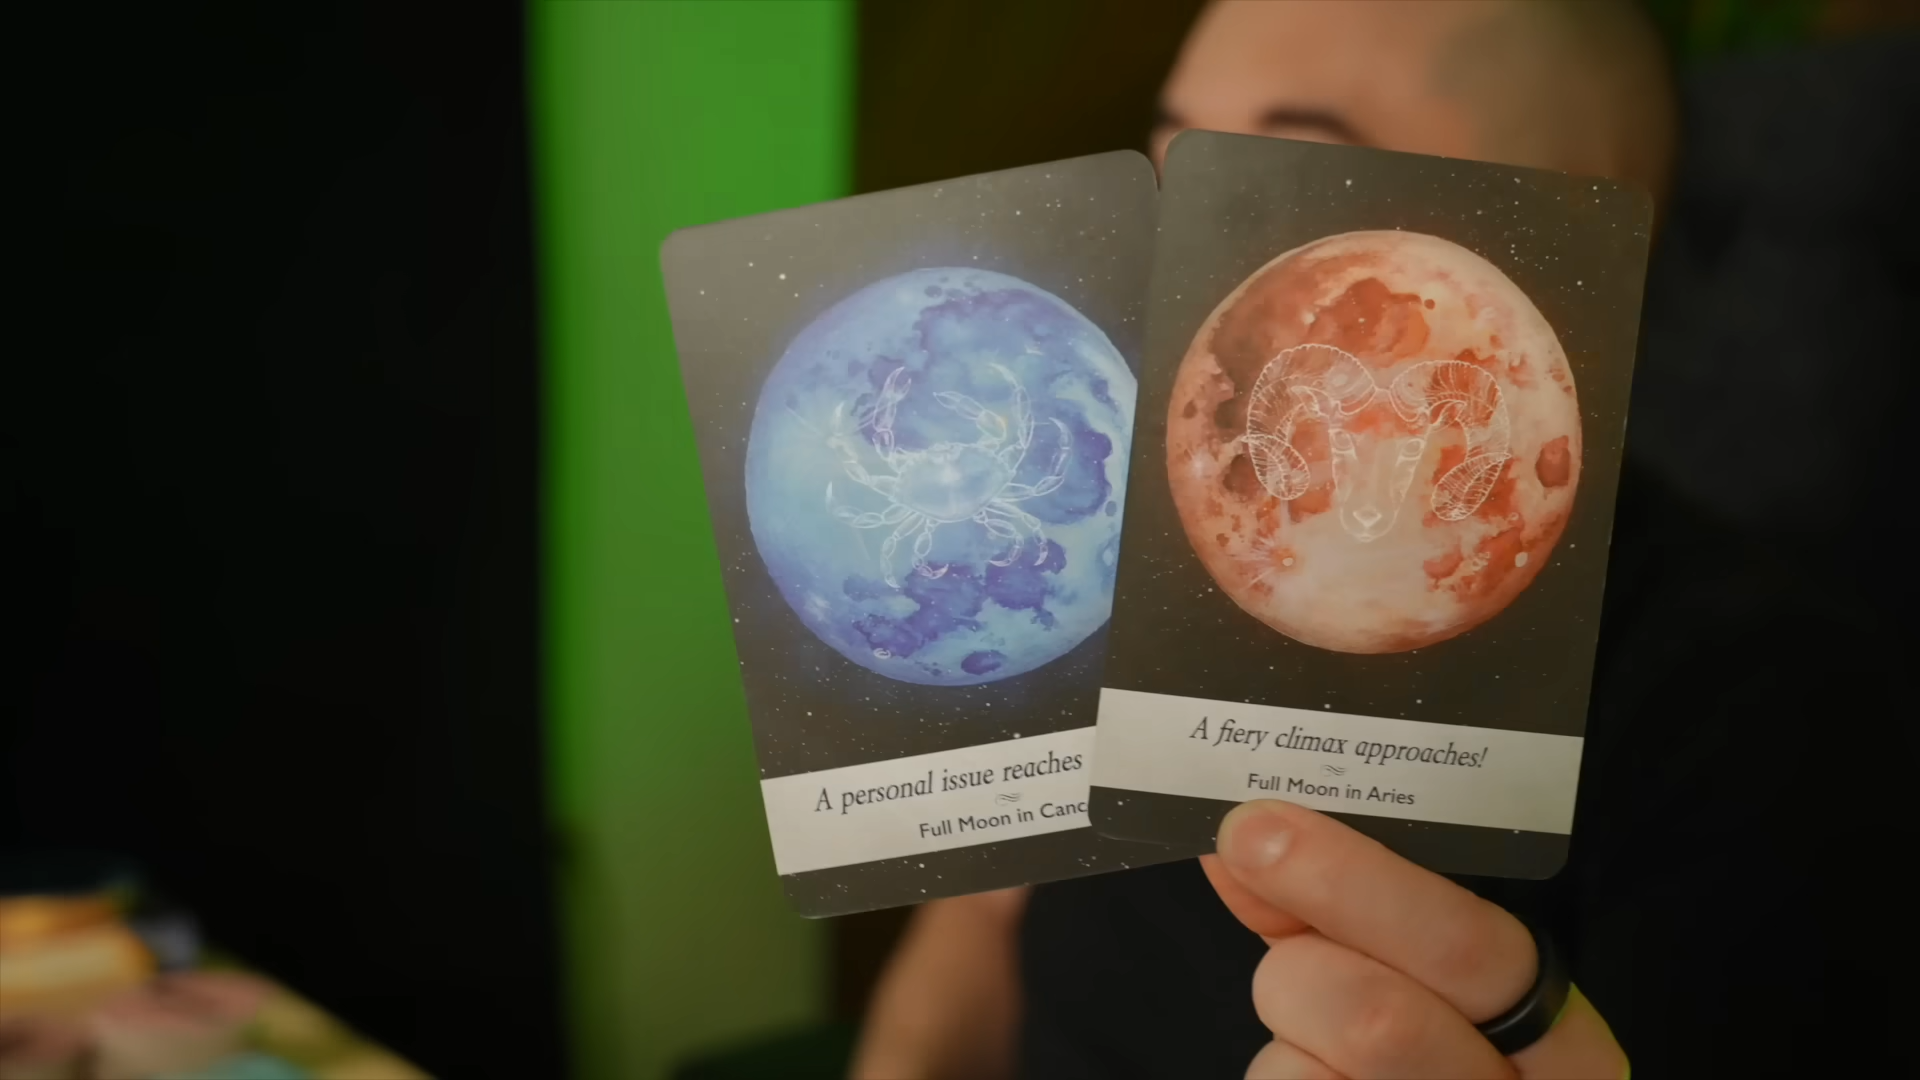 A personal issue reaches
Full Moon in Canc
A fiery climax approaches!
Full Moon in Aries